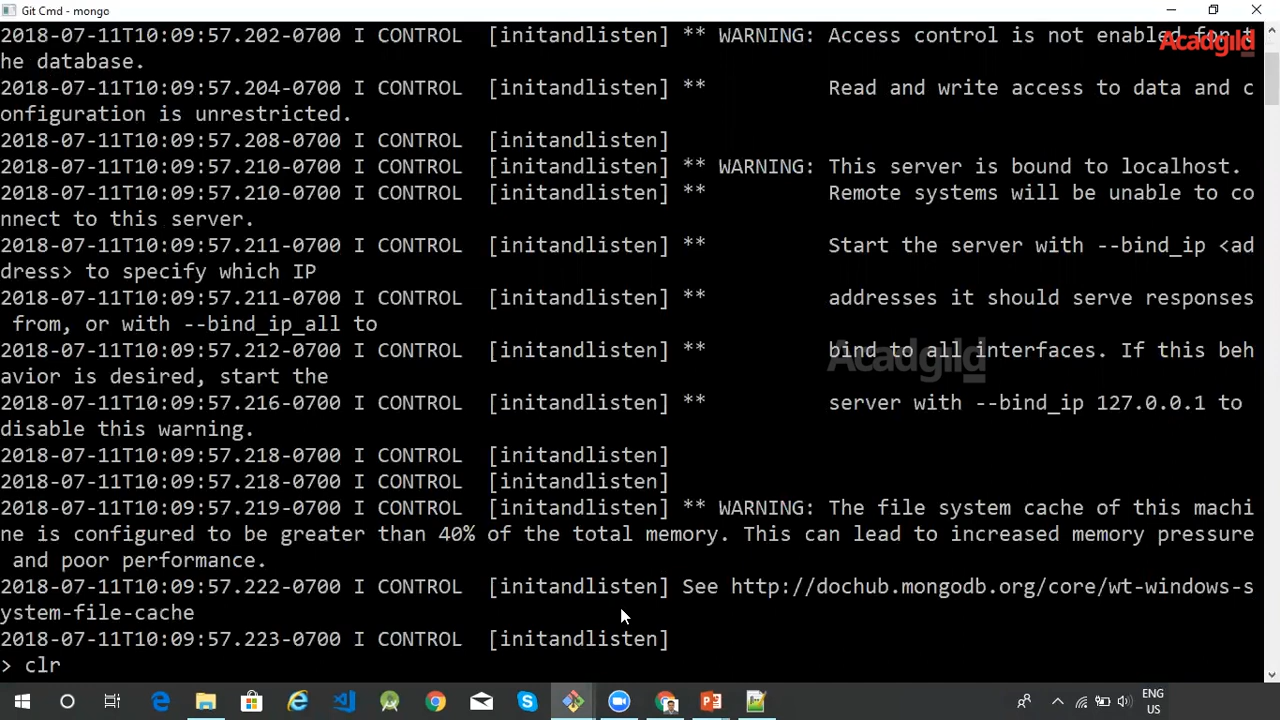 Git Cmd - mongo
2018-07-11T10:09:57.202-0700 I CONTROL  [initandlisten] ** WARNING: Access control is not enabled for t
he database.
2018-07-11T10:09:57.204-0700 I CONTROL  [initandlisten] **          Read and write access to data and c
onfiguration is unrestricted.
2018-07-11T10:09:57.208-0700 I CONTROL  [initandlisten]
2018-07-11T10:09:57.210-0700 I CONTROL  [initandlisten] ** WARNING: This server is bound to localhost.
2018-07-11T10:09:57.210-0700 I CONTROL  [initandlisten] **          Remote systems will be unable to co
nnect to this server.
2018-07-11T10:09:57.211-0700 I CONTROL  [initandlisten] **          Start the server with --bind_ip <ad
dress> to specify which IP
2018-07-11T10:09:57.211-0700 I CONTROL  [initandlisten] **          addresses it should serve responses
 from, or with --bind_ip_all to
2018-07-11T10:09:57.212-0700 I CONTROL  [initandlisten] **          bind to all interfaces. If this beh
avior is desired, start the
2018-07-11T10:09:57.216-0700 I CONTROL  [initandlisten] **          server with --bind_ip 127.0.0.1 to
disable this warning.
2018-07-11T10:09:57.218-0700 I CONTROL  [initandlisten]
2018-07-11T10:09:57.218-0700 I CONTROL  [initandlisten]
2018-07-11T10:09:57.219-0700 I CONTROL  [initandlisten] ** WARNING: The file system cache of this machi
ne is configured to be greater than 40% of the total memory. This can lead to increased memory pressure
 and poor performance.
2018-07-11T10:09:57.222-0700 I CONTROL  [initandlisten] See http://dochub.mongodb.org/core/wt-windows-s
ystem-file-cache
2018-07-11T10:09:57.223-0700 I CONTROL  [initandlisten]
> clr
Acadgild
Acadgild
ENG
US